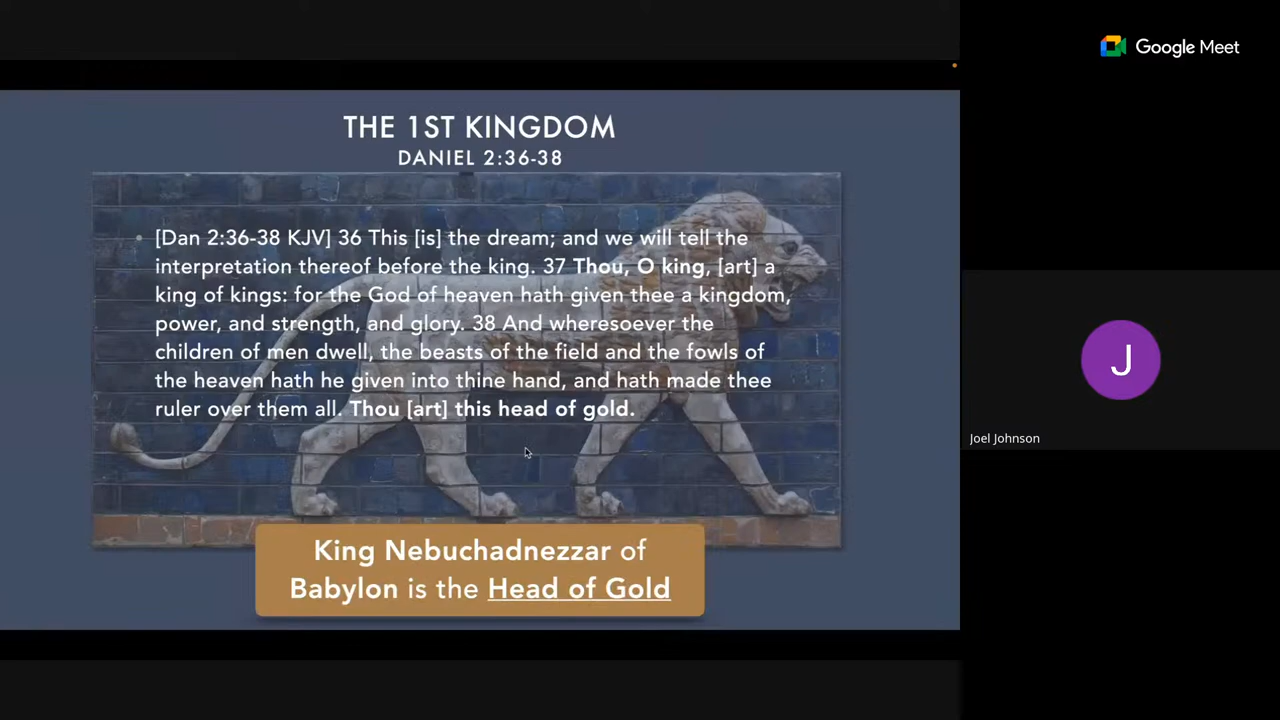 Google Meet
THE 1ST KINGDOM
DANIEL 2:36-38
[Dan 2:36-38 KJV] 36 This [is] the dream; and we will tell the
interpretation thereof before the king. 37 Thou, O king, [art] a
king of kings: for the God of heaven hath given thee a kingdom,
power, and strength, and glory. 38 And wheresoever the
children of men dwell, the beasts of the field and the fowls of
the heaven hath he given into thine hand, and hath made thee
ruler over them all. Thou [art] this head of gold.
King Nebuchadnezzar of
Babylon is the Head of Gold
J
Joel Johnson